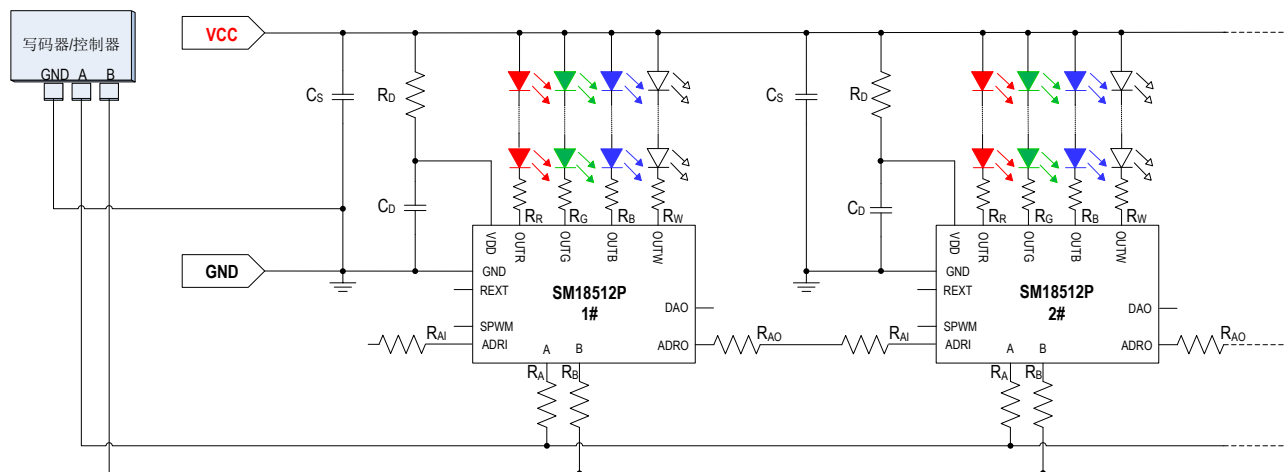 写码器/控制器
GND A B
VCC
GND
CS
RD
CD
RR
RG
RB
RW
VDD
OUTR
OUTG
OUTB
OUTW
GND
REXT
SPWM
ADRI
SM18512P
1#
DAO
ADRO
A
B
RAI
RA
RB
RAO
CS
RD
CD
RR
RG
RB
RW
VDD
OUTR
OUTG
OUTB
OUTW
GND
REXT
SPWM
ADRI
SM18512P
2#
DAO
ADRO
A
B
RAI
RA
RB
RAO